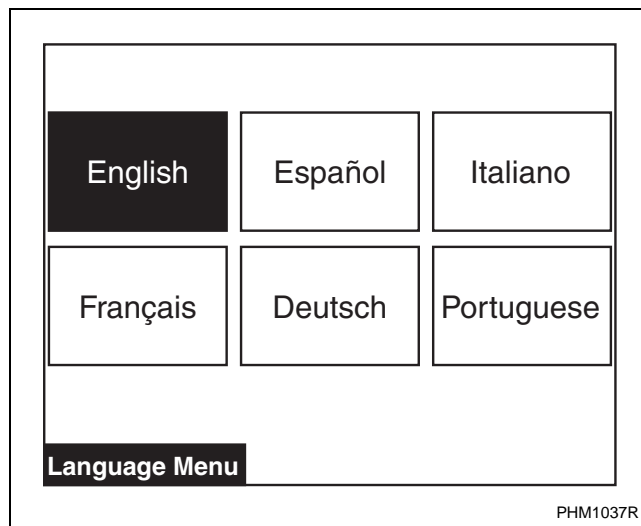 English Español Italiano
Français Deutsch Portuguese
Language Menu
PHM1037R